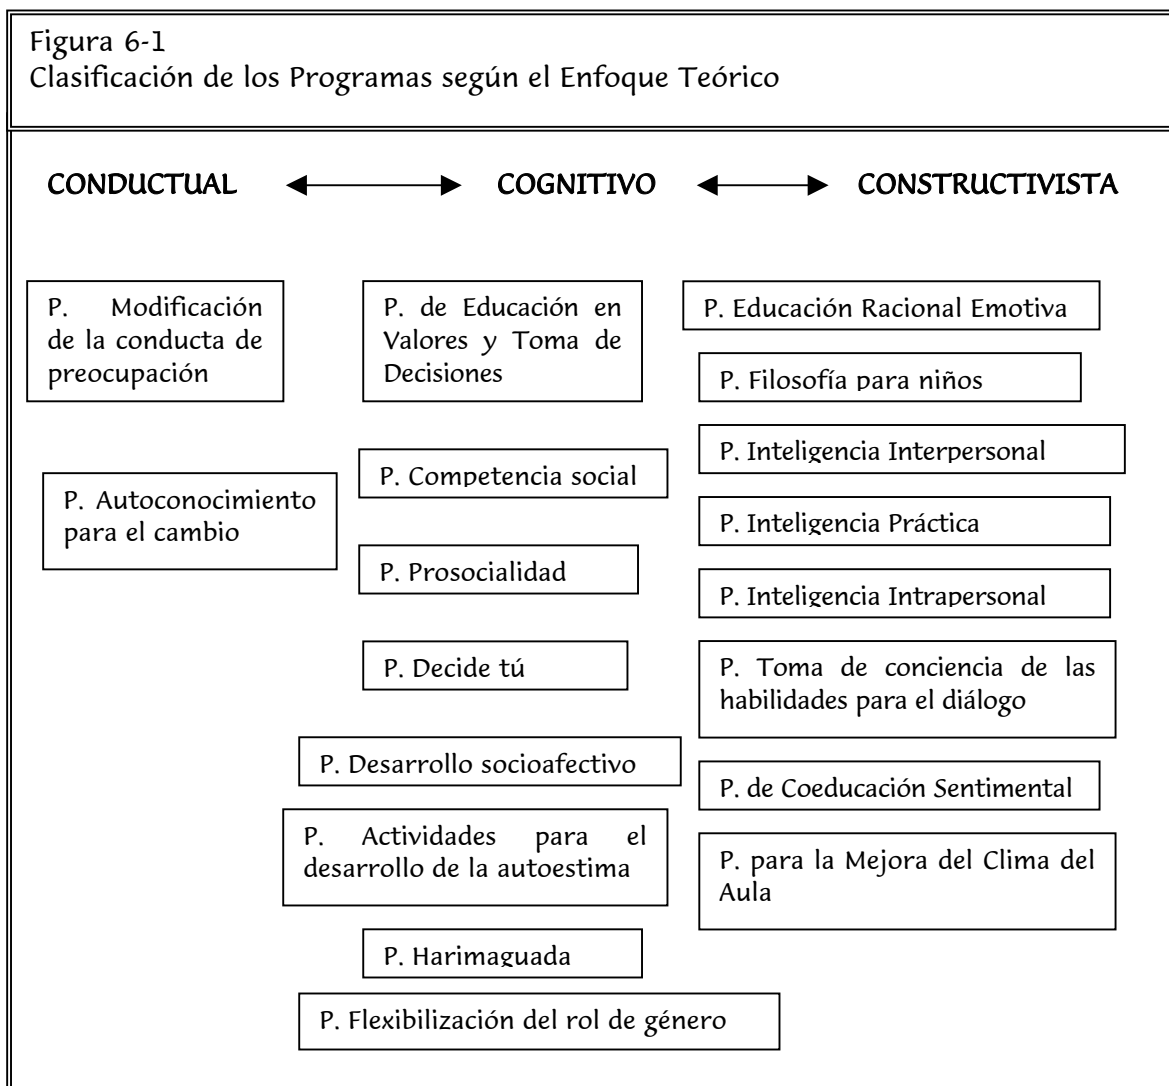 Figura 6-1
Clasificación de los Programas según el Enfoque Teórico
CONDUCTUAL
COGNITIVO
CONSTRUCTIVISTA
P. Modificación
de la conducta de
preocupación
P. Autoconocimiento
para el cambio
P. de Educación en
Valores y Toma de
Decisiones
P. Competencia social
P. Prosocialidad
P. Decide tú
P. Desarrollo socioafectivo
P. Actividades para el
desarrollo de la autoestima
P. Harimaguada
P. Flexibilización del rol de género
P. Educación Racional Emotiva
P. Filosofía para niños
P. Inteligencia Interpersonal
P. Inteligencia Práctica
P. Inteligencia Intrapersonal
P. Toma de conciencia de las
habilidades para el diálogo
P. de Coeducación Sentimental
P. para la Mejora del Clima del
Aula